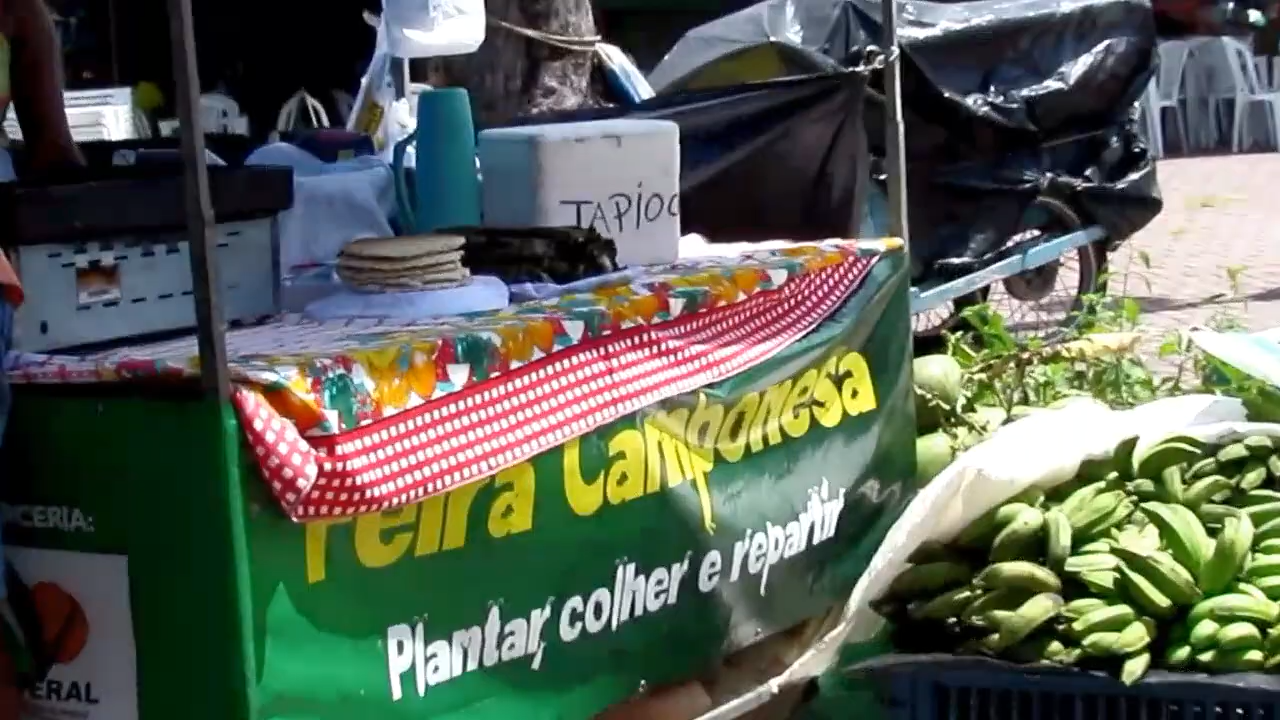 TAPIOC
Feira Camponesa
Plantar, colher e repartir
CERIA:
ERAL